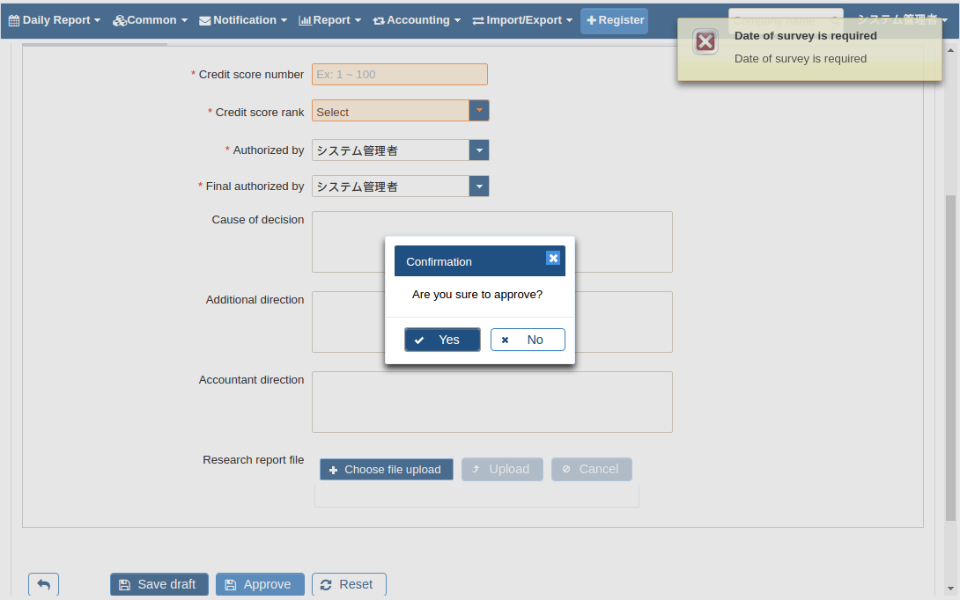 Daily Report Common Notification Report Accounting Import/Export Register システム管理者
Date of survey is required
Date of survey is required
* Credit score number Ex: 1 ~ 100
* Credit score rank Select
* Authorized by システム管理者
* Final authorized by システム管理者
Cause of decision
Confirmation
Are you sure to approve?
Yes No
Additional direction
Accountant direction
Research report file Choose file upload Upload Cancel
Save draft Approve Reset